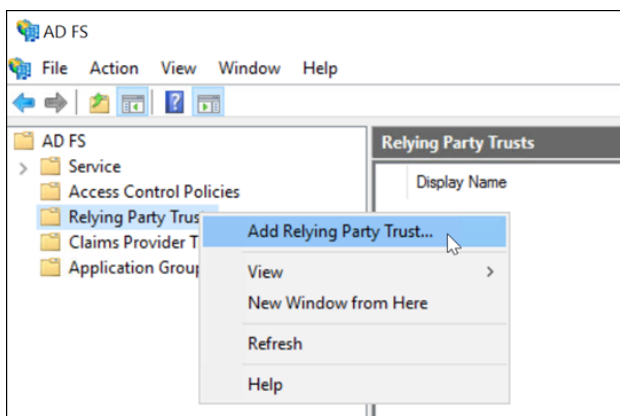 AD FS
File Action View Window Help
AD FS
Service
Access Control Policies
Relying Party Trus
Claims Provider T
Application Group
Relying Party Trusts
Display Name
Add Relying Party Trust...
View
New Window from Here
Refresh
Help